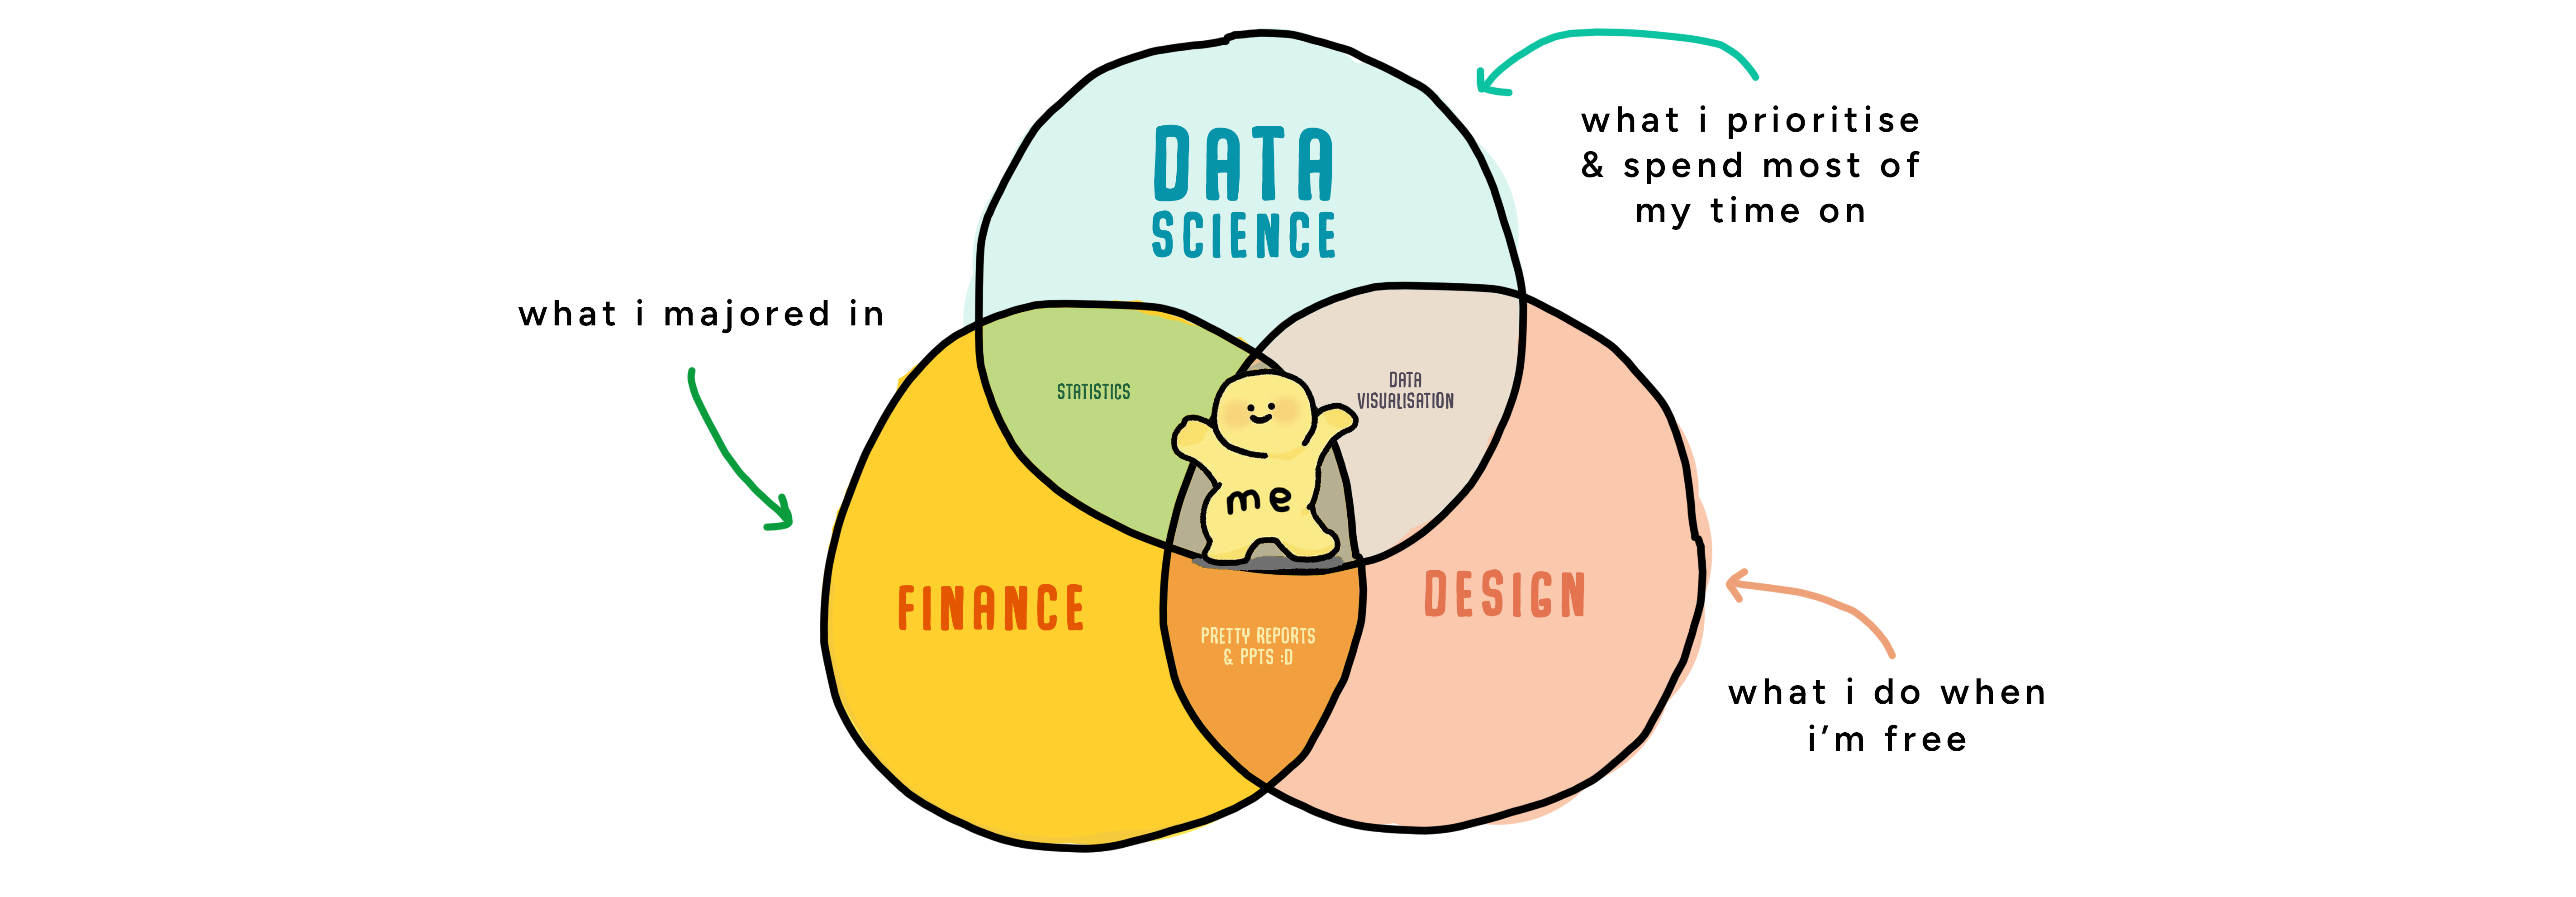 what i prioritise
& spend most of
my time on
DATA
SCIENCE
what i majored in
STATISTICS
DATA
VISUALISATION
me
FINANCE
DESIGN
PRETTY REPORTS
& PPTS :D
what i do when
i'm free